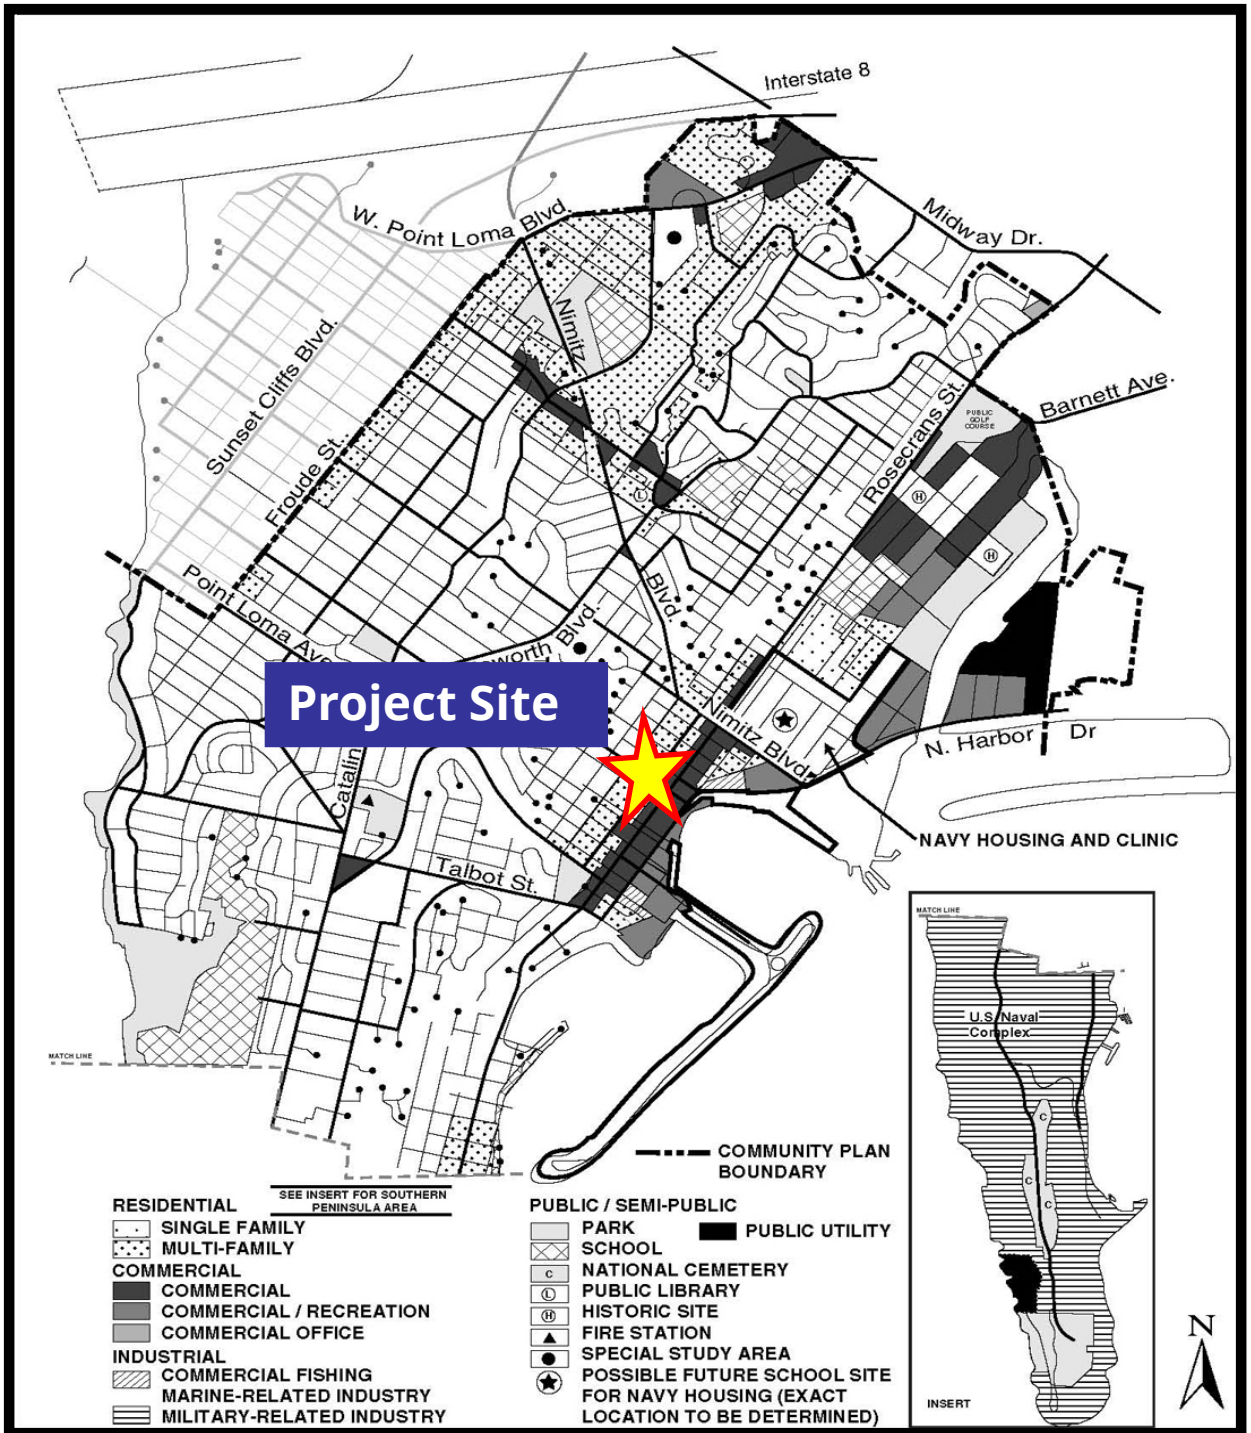 Interstate 8
W. Point Loma Blvd.
Midway Dr.
Nimitz
Sunset Cliffs Blvd.
Barnett Ave.
PUBLIC
GOLF
COURSE
Rosecrans St.
Froude St.
L
H
H
Blvd
Point Loma Ave
worth Blvd.
Project Site
Nimitz Blvd.
N. Harbor Dr
Catalin
NAVY HOUSING AND CLINIC
Talbot St.
MATCH LINE
U.S. Naval
Complex
C
C
C
MATCH LINE
COMMUNITY PLAN
BOUNDARY
SEE INSERT FOR SOUTHERN
PENINSULA AREA
RESIDENTIAL
SINGLE FAMILY
MULTI-FAMILY
COMMERCIAL
COMMERCIAL
COMMERCIAL / RECREATION
COMMERCIAL OFFICE
INDUSTRIAL
COMMERCIAL FISHING
MARINE-RELATED INDUSTRY
MILITARY-RELATED INDUSTRY
PUBLIC / SEMI-PUBLIC
PARK
PUBLIC UTILITY
SCHOOL
C NATIONAL CEMETERY
L PUBLIC LIBRARY
H HISTORIC SITE
FIRE STATION
SPECIAL STUDY AREA
POSSIBLE FUTURE SCHOOL SITE
FOR NAVY HOUSING (EXACT
LOCATION TO BE DETERMINED)
INSERT
N